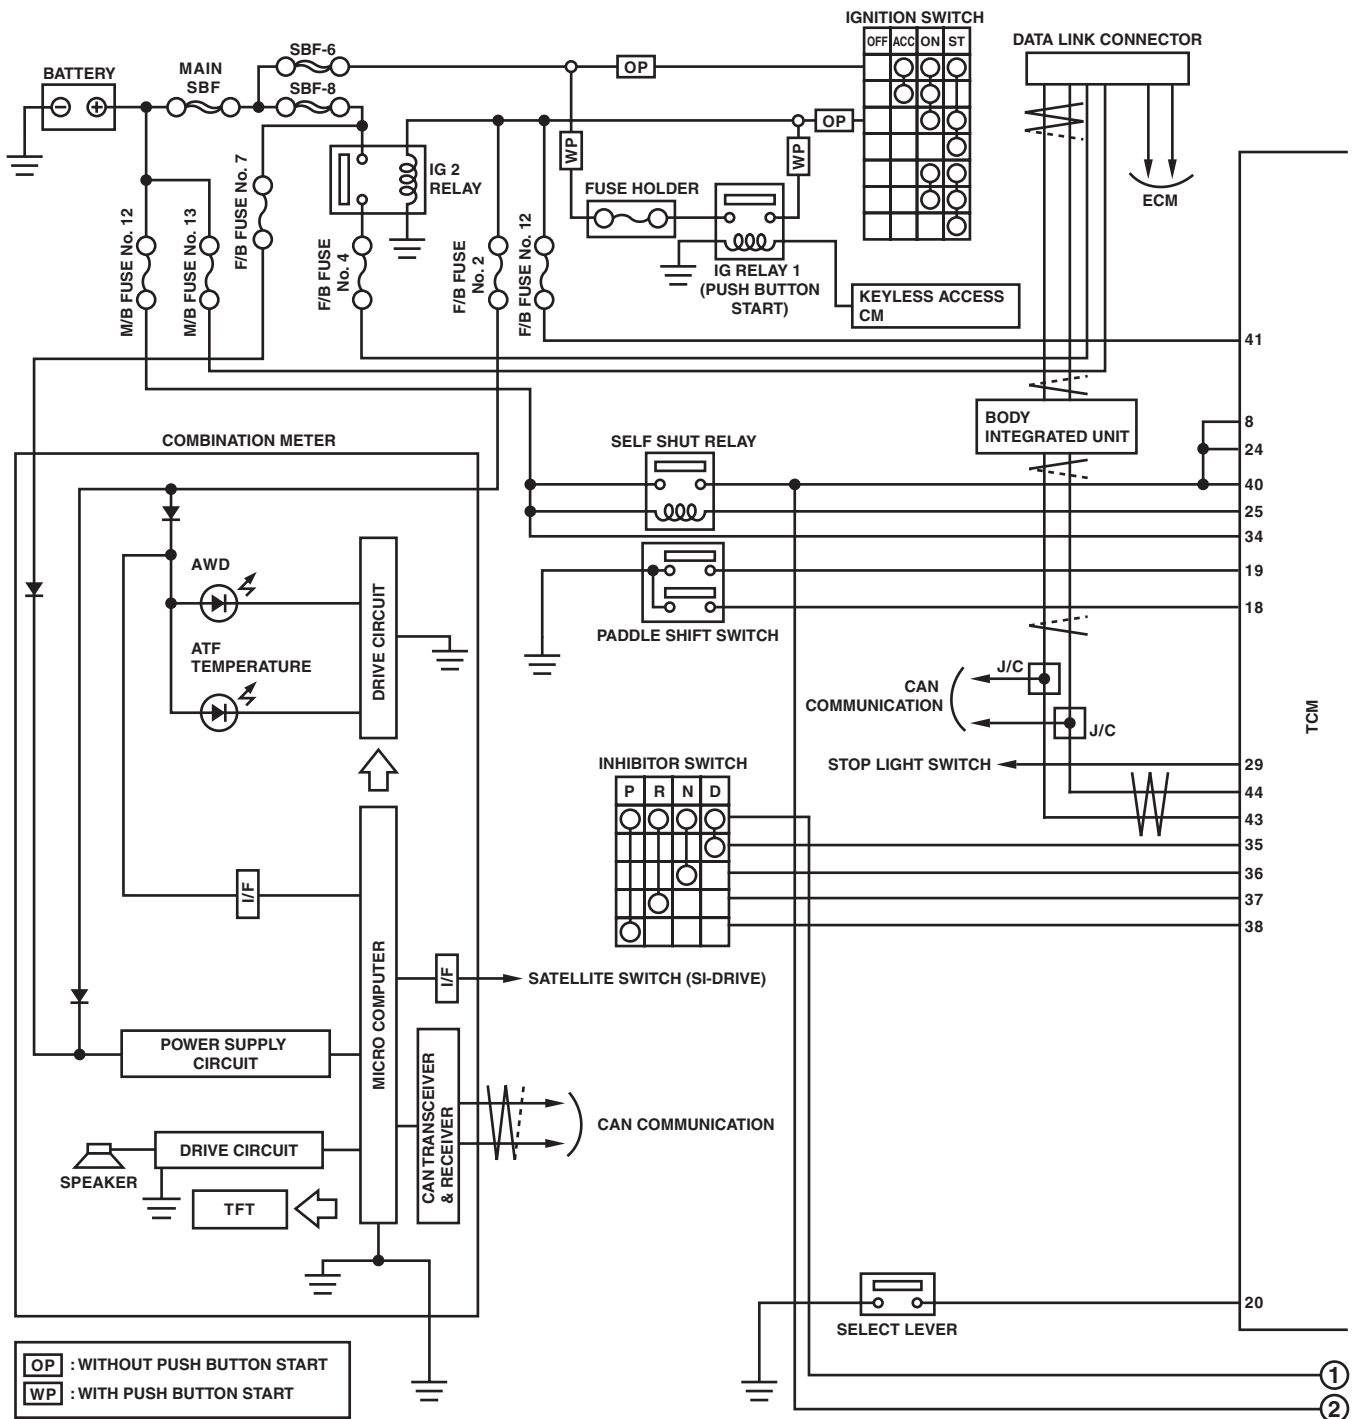 IGNITION SWITCH
OFF ACC ON ST
DATA LINK CONNECTOR
BATTERY
MAIN
SBF
SBF-6
SBF-8
OP
OP
WP
WP
IG 2
RELAY
FUSE HOLDER
ECM
M/B FUSE No. 12
M/B FUSE No. 13
F/B FUSE No. 7
F/B FUSE
No. 4
F/B FUSE
No. 2
F/B FUSE No. 12
IG RELAY 1
(PUSH BUTTON
START)
KEYLESS ACCESS
CM
41
BODY
INTEGRATED UNIT
8
24
40
25
34
19
18
COMBINATION METER
SELF SHUT RELAY
PADDLE SHIFT SWITCH
AWD
ATF
TEMPERATURE
DRIVE CIRCUIT
J/C
CAN
COMMUNICATION
J/C
TCM
STOP LIGHT SWITCH
29
44
43
35
36
37
38
INHIBITOR SWITCH
P R N D
I/F
MICRO COMPUTER
I/F
SATELLITE SWITCH (SI-DRIVE)
POWER SUPPLY
CIRCUIT
CAN TRANSCEIVER
& RECEIVER
CAN COMMUNICATION
DRIVE CIRCUIT
SPEAKER
TFT
20
SELECT LEVER
OP : WITHOUT PUSH BUTTON START
WP : WITH PUSH BUTTON START
1
2